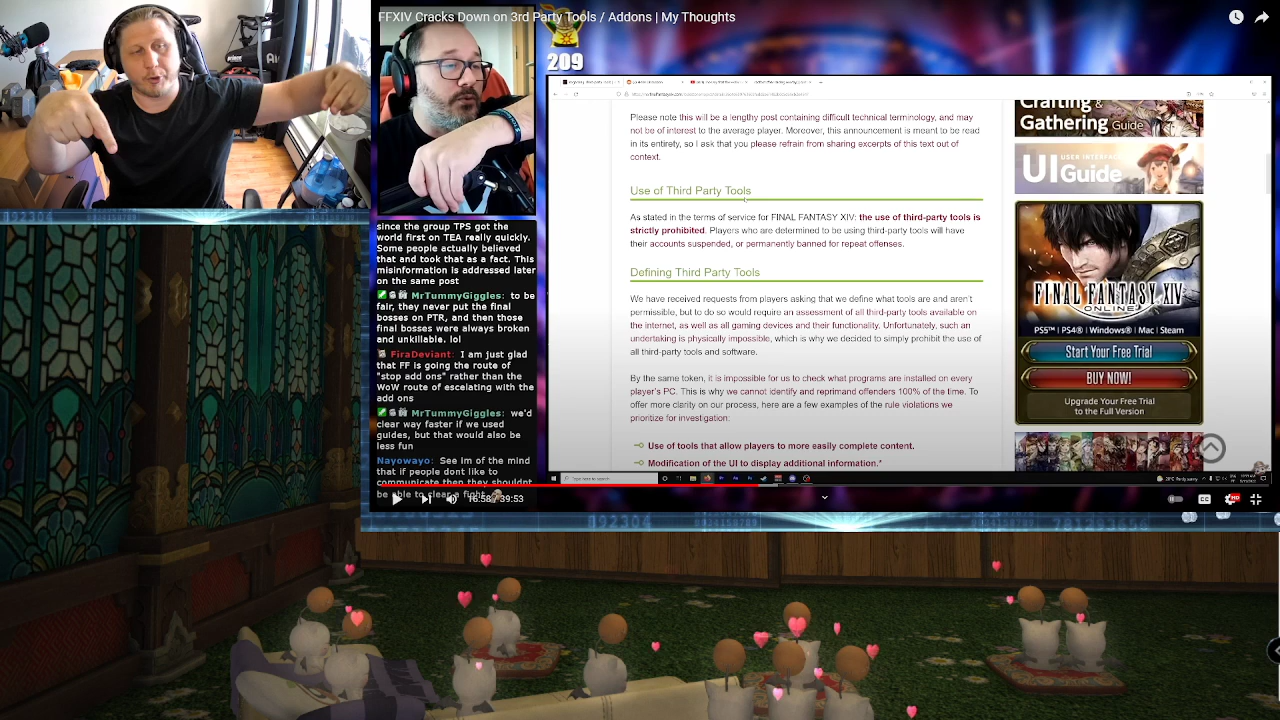 FFXIV Cracks Down on 3rd Party Tools / Addons | My Thoughts
209
since the group TPS got the
world first on TEA really quickly.
Some people actually believed
that and took that as a fact. This
misinformation is addressed later
on the same post
MrTummyGiggles: to be
fair, they never put the final
bosses on PTR, and then those
final bosses were always broken
and unkillable. lol
FiraDeviant: I am just glad
that FF is going the route of
"stop add ons" rather than the
WoW route of escelating with the
add ons
MrTummyGiggles: we'd
clear way faster if we used
guides, but that would also be
less fun
Nayowayo: See im of the mind
that if people dont like to
communicate then they shouldnt
be able to clear a fight
Please note this will be a lengthy post containing difficult technical terminology, and may
not be of interest to the average player. Moreover, this announcement is meant to be read
in its entirety, so I ask that you please refrain from sharing excerpts of this text out of
context.
Use of Third Party Tools
As stated in the terms of service for FINAL FANTASY XIV: the use of third-party tools is
strictly prohibited. Players who are determined to be using third-party tools will have
their accounts suspended, or permanently banned for repeat offenses.
Defining Third Party Tools
We have received requests from players asking that we define what tools are and aren't
permissible, but to do so would require an assessment of all third-party tools available on
the internet, as well as all gaming devices and their functionality. Unfortunately, such an
undertaking is physically impossible, which is why we decided to simply prohibit the use of
all third-party tools and software.
By the same token, it is impossible for us to check what programs are installed on every
player's PC. This is why we cannot identify and reprimand offenders 100% of the time. To
offer more clarity on our process, here are a few examples of the rule violations we
prioritize for investigation:
Use of tools that allow players to more easily complete content.
Modification of the UI to display additional information.*
Crafting &
Gathering Guide
UI USER INTERFACE
Guide
FINAL FANTASY XIV
ONLINE
PS5™ | PS4® | Windows® | Mac | Steam
Start Your Free Trial
BUY NOW!
Upgrade Your Free Trial
to the Full Version
Type here to search
16:58 / 39:53
CC
HD
092304
781293656